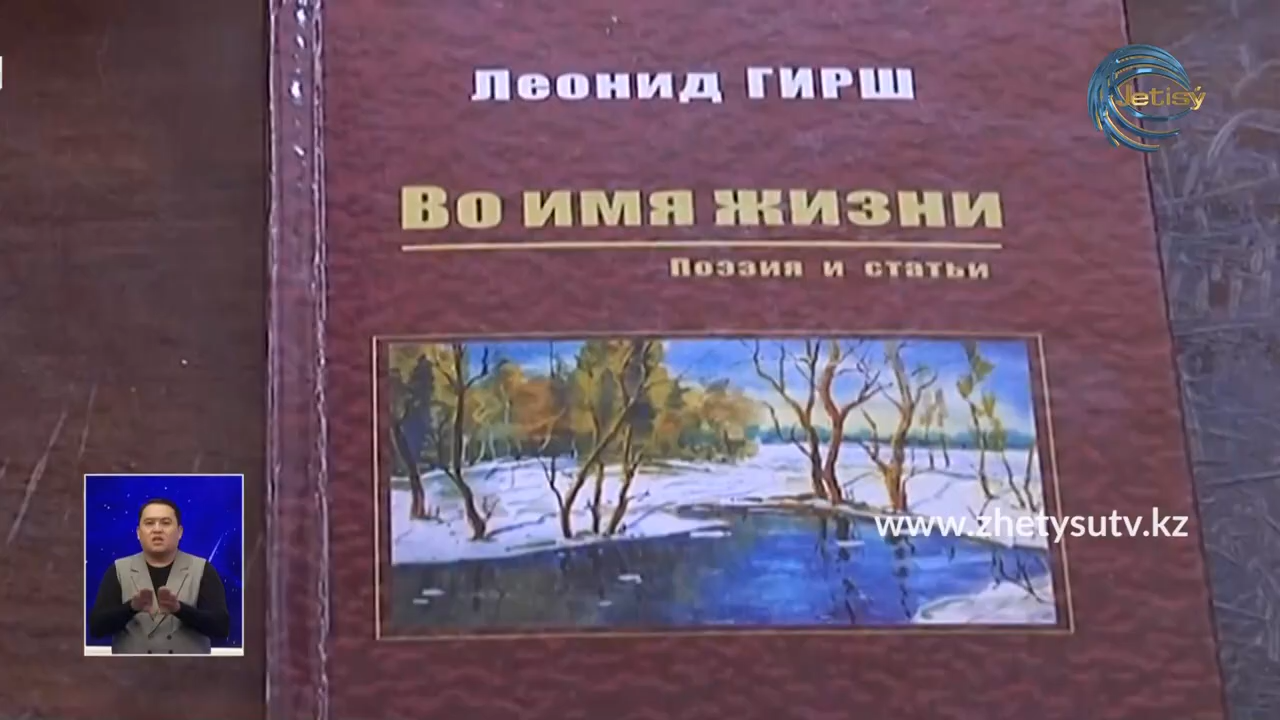 Леонид ГИРШ
Jetisý
Во имя жизни
Поэзия и статьи
www.zhetysutv.kz